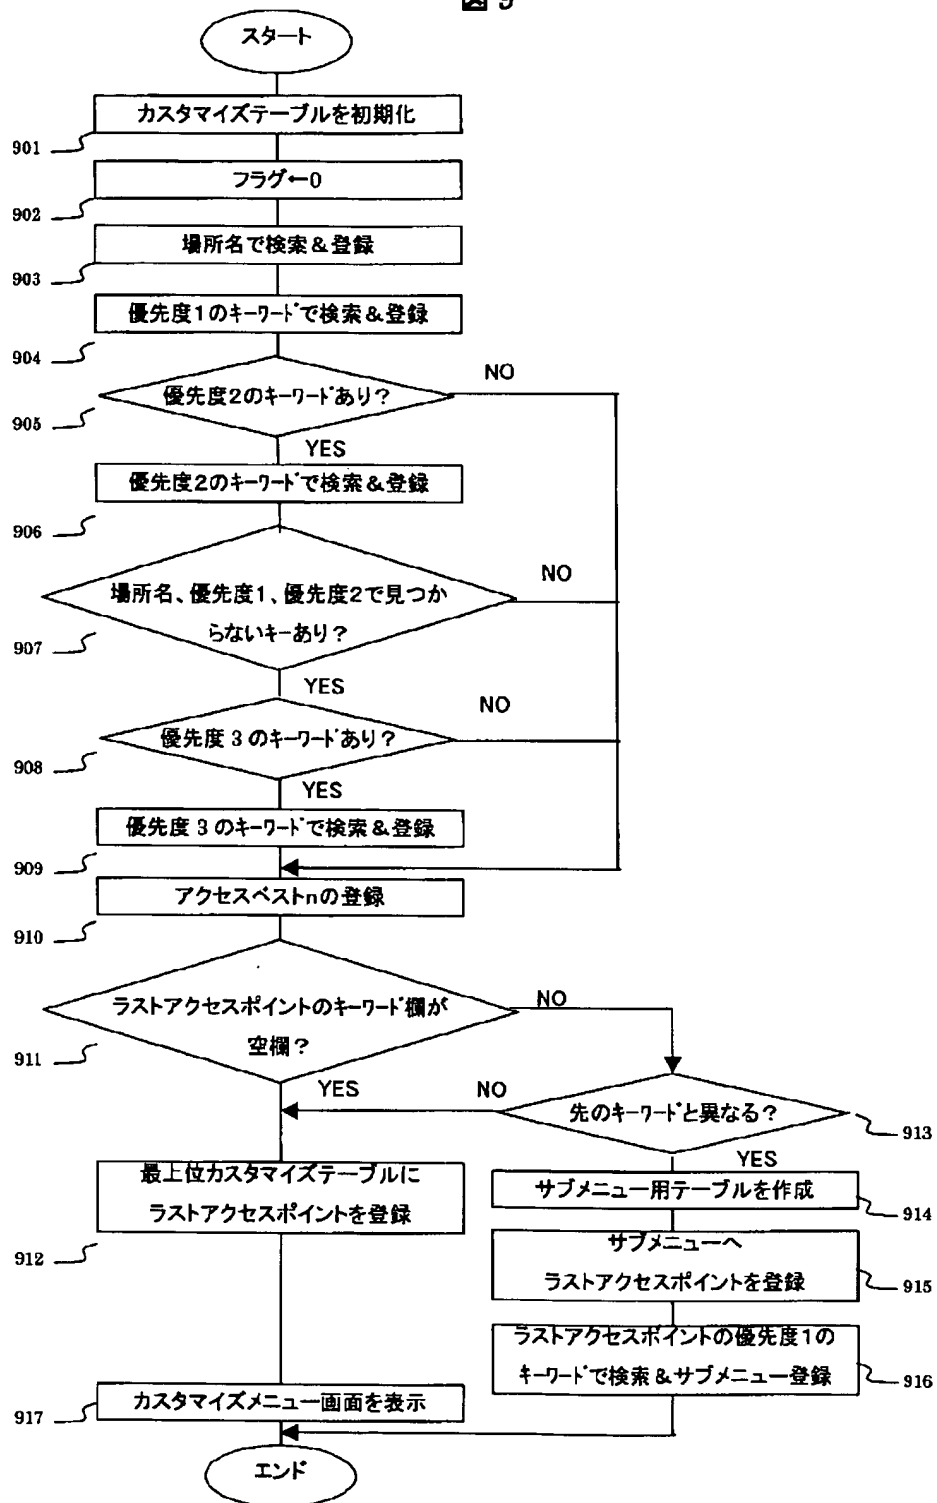 図9
スタート
カスタマイズテーブルを初期化
901
フラグ←0
902
場所名で検索&登録
903
優先度1のキーワードで検索&登録
904
優先度2のキーワードあり?
NO
905
YES
優先度2のキーワードで検索&登録
906
場所名、優先度1、優先度2で見つか
らないキーあり?
NO
907
YES
優先度3のキーワードあり?
NO
908
YES
優先度3のキーワードで検索&登録
909
アクセスベストnの登録
910
ラストアクセスポイントのキーワード欄が
空欄?
NO
911
YES
NO
先のキーワードと異なる?
913
YES
最上位カスタマイズテーブルに
ラストアクセスポイントを登録
912
サブメニュー用テーブルを作成
914
サブメニューへ
ラストアクセスポイントを登録
915
ラストアクセスポイントの優先度1の
キーワードで検索&サブメニュー登録
916
カスタマイズメニュー画面を表示
917
エンド